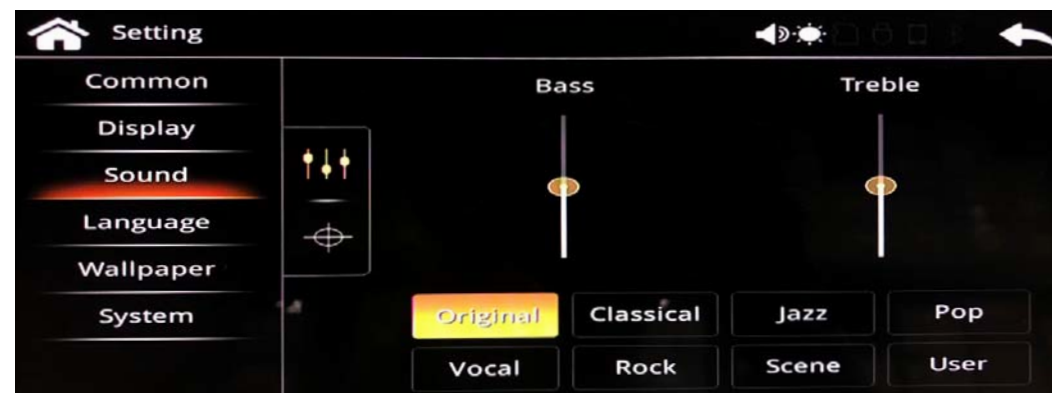 Setting
Common
Display
Sound
Language
Wallpaper
System
Bass Treble
Original Classical Jazz Pop
Vocal Rock Scene User